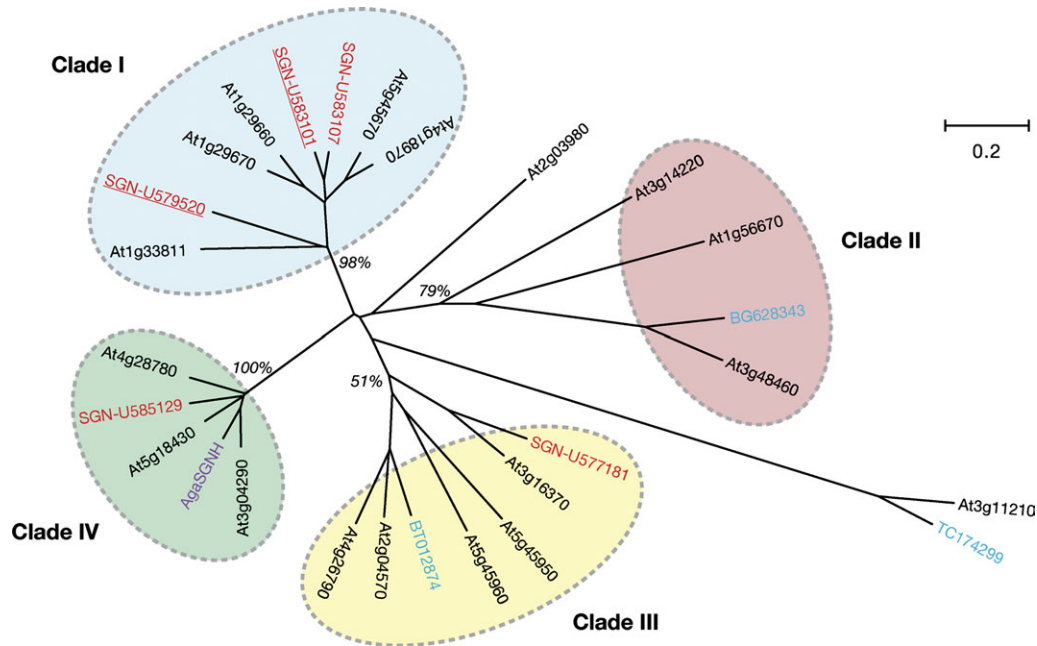 Clade I
SGN-U583101
SGN-U583107
At5g45670
At1g29660
At4g18970
At1g29670
SGN-U579520
At1g33811
98%
At2g03980
0.2
At3g14220
At1g56670
Clade II
79%
BG628343
At3g48460
100%
At4g28780
SGN-U585129
At5g18430
AgaSGNH
At3g04290
Clade IV
51%
SGN-U577181
At3g16370
At5g45950
At5g45960
BT012874
At2g04570
At4g26790
Clade III
At3g11210
TC174299